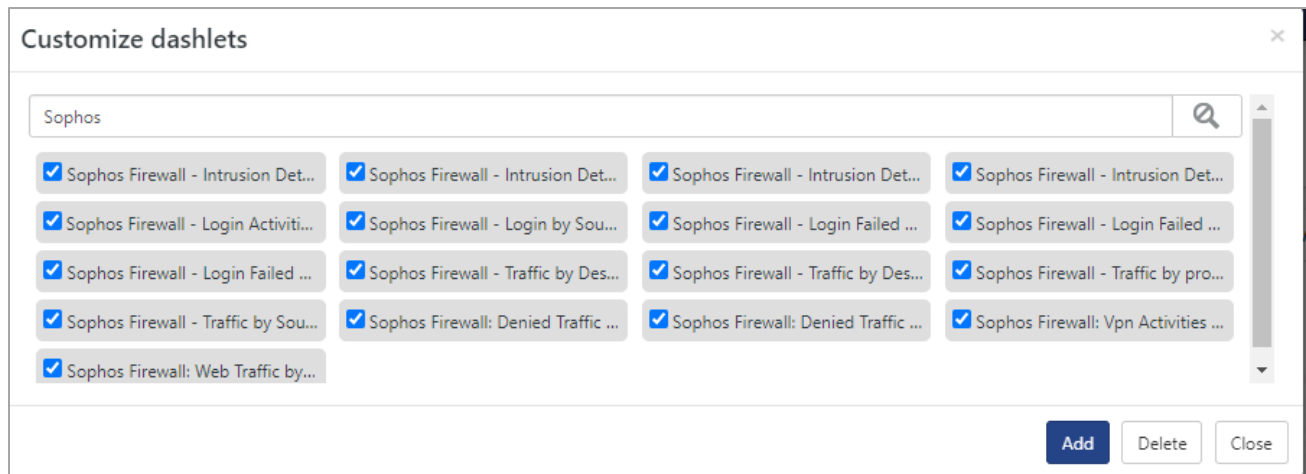 Customize dashlets ×
Sophos
Sophos Firewall - Intrusion Det... Sophos Firewall - Intrusion Det... Sophos Firewall - Intrusion Det... Sophos Firewall - Intrusion Det...
Sophos Firewall - Login Activiti... Sophos Firewall - Login by Sou... Sophos Firewall - Login Failed ... Sophos Firewall - Login Failed ...
Sophos Firewall - Login Failed ... Sophos Firewall - Traffic by Des... Sophos Firewall - Traffic by Des... Sophos Firewall - Traffic by pro...
Sophos Firewall - Traffic by Sou... Sophos Firewall: Denied Traffic ... Sophos Firewall: Denied Traffic ... Sophos Firewall: Vpn Activities ...
Sophos Firewall: Web Traffic by...
Add Delete Close